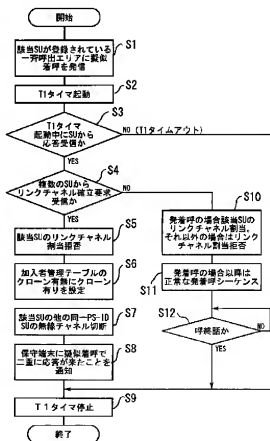 開始
S1
該当SUが登録されている
一斉呼出エリアに擬似
着呼を発信
S2
T1タイマ起動
S3
T1タイマ
起動中にSUから
応答受信か
NO (T1タイムアウト)
YES
S4
複数のSUから
リンクチャネル確立要求
受信か
NO
YES
S5
該当SUのリンクチャネル
割当拒否
S6
加入者管理テーブルの
クローン有無にクローン
有りを設定
S7
該当SUの他の同一PS-ID
SUの無線チャネル切断
S8
保守端末に疑似着呼で
二重に応答が来たことを
通知
S10
発着呼の場合該当SUの
リンクチャネル割当。
それ以外の場合はリンク
チャネル割当拒否
S11
発着呼の場合以降は
正常な発着呼シーケンス
S12
呼終話か
NO
YES
S9
T1タイマ停止
終了